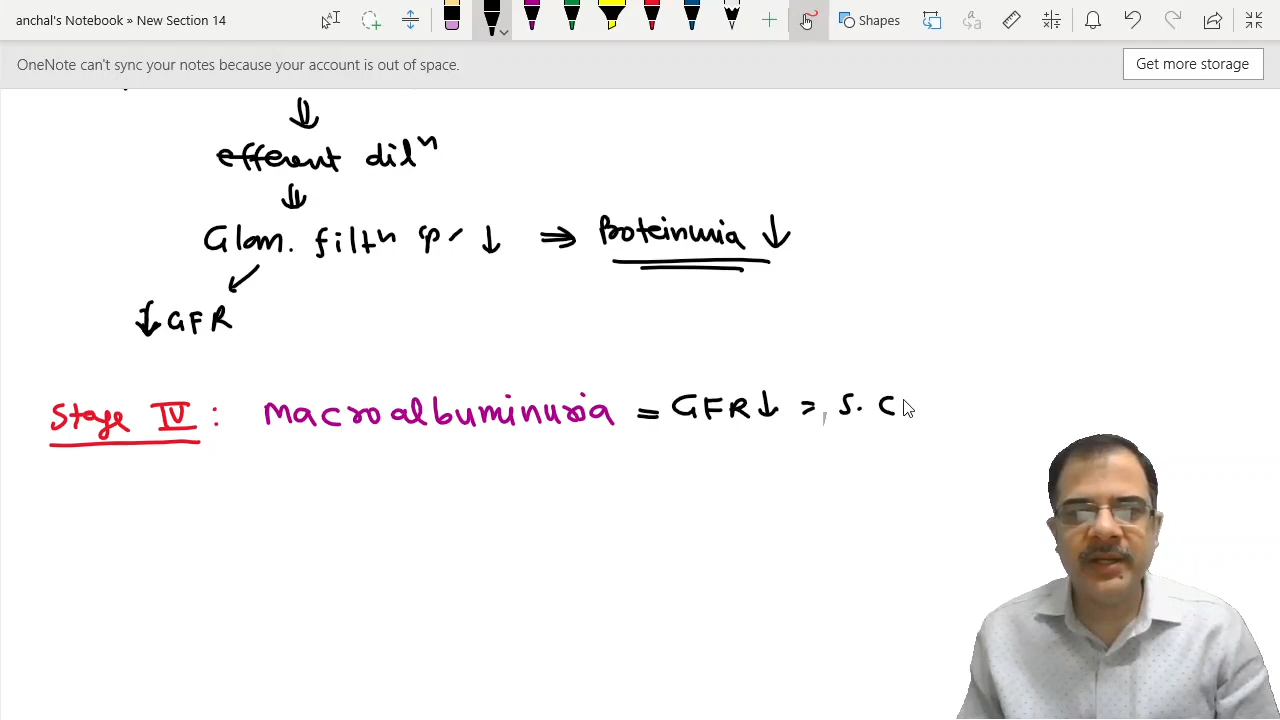 anchal's Notebook » New Section 14
Shapes
OneNote can't sync your notes because your account is out of space.
Get more storage
⇓
efferent dilⁿ
⇓
Glom. filtⁿ pr ↓ ⇒ Proteinuria ↓
↓ GFR
Stage IV : Macroalbuminuria = GFR↓ = S. C